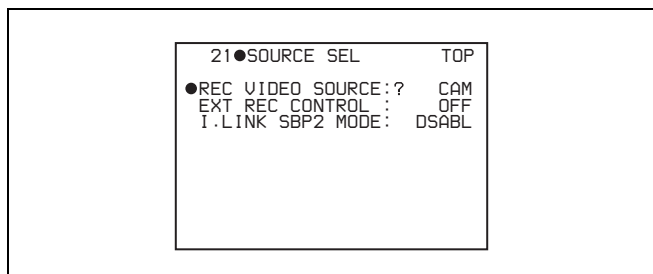 21●SOURCE SEL TOP
●REC VIDEO SOURCE:? CAM
EXT REC CONTROL : OFF
I.LINK SBP2 MODE: DSABL